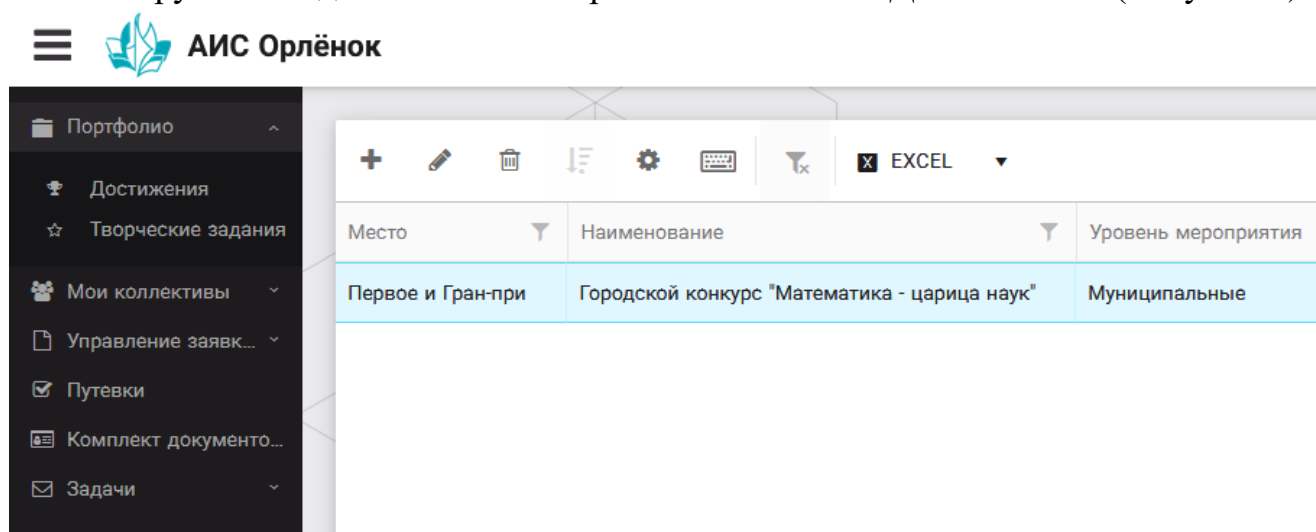 АИС Орлёнок
Портфолио
Достижения
Творческие задания
Мои коллективы
Управление заявк...
Путевки
Комплект документо...
Задачи
X EXCEL
Место
Наименование
Уровень мероприятия
Первое и Гран-при
Городской конкурс "Математика - царица наук"
Муниципальные